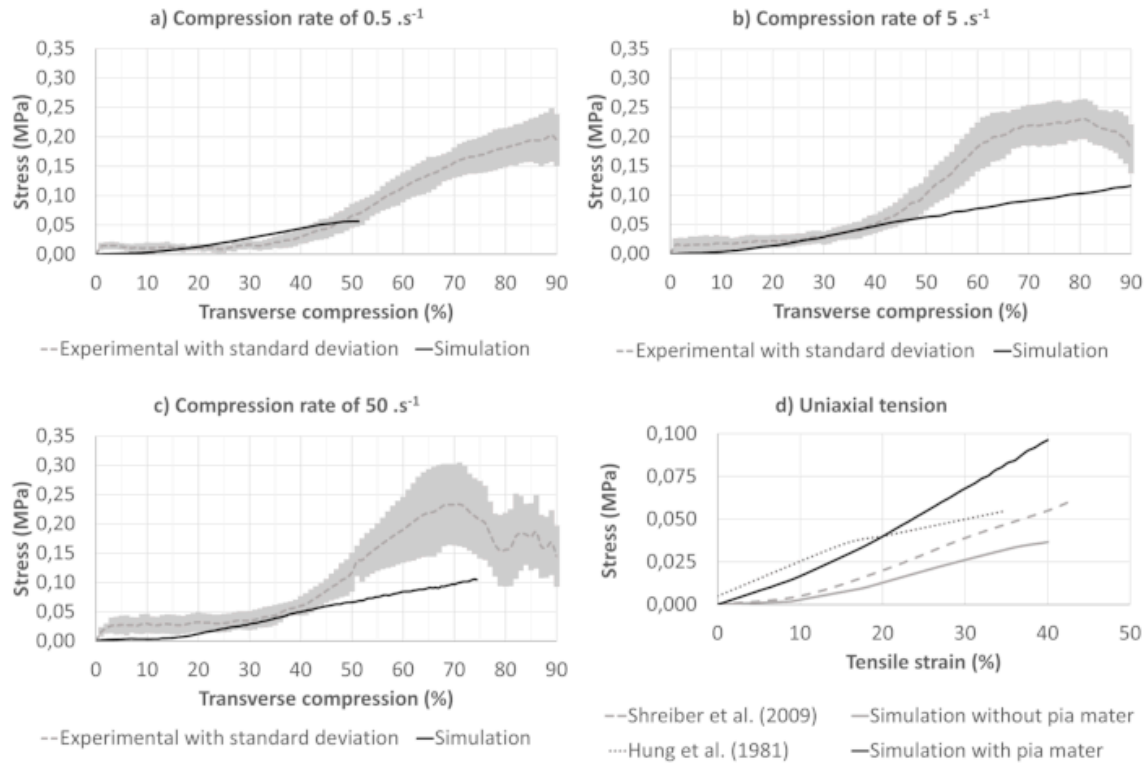 a) Compression rate of 0.5 .s⁻¹
0,35
0,30
0,25
0,20
0,15
0,10
0,05
0,00
Stress (MPa)
0 10 20 30 40 50 60 70 80 90
Transverse compression (%)
Experimental with standard deviation Simulation
b) Compression rate of 5 .s⁻¹
0,35
0,30
0,25
0,20
0,15
0,10
0,05
0,00
Stress (MPa)
0 10 20 30 40 50 60 70 80 90
Transverse compression (%)
Experimental with standard deviation Simulation
c) Compression rate of 50 .s⁻¹
0,35
0,30
0,25
0,20
0,15
0,10
0,05
0,00
Stress (MPa)
0 10 20 30 40 50 60 70 80 90
Transverse compression (%)
Experimental with standard deviation Simulation
d) Uniaxial tension
0,100
0,075
0,050
0,025
0,000
Stress (MPa)
0 10 20 30 40 50
Tensile strain (%)
Shreiber et al. (2009) Simulation without pia mater
Hung et al. (1981) Simulation with pia mater